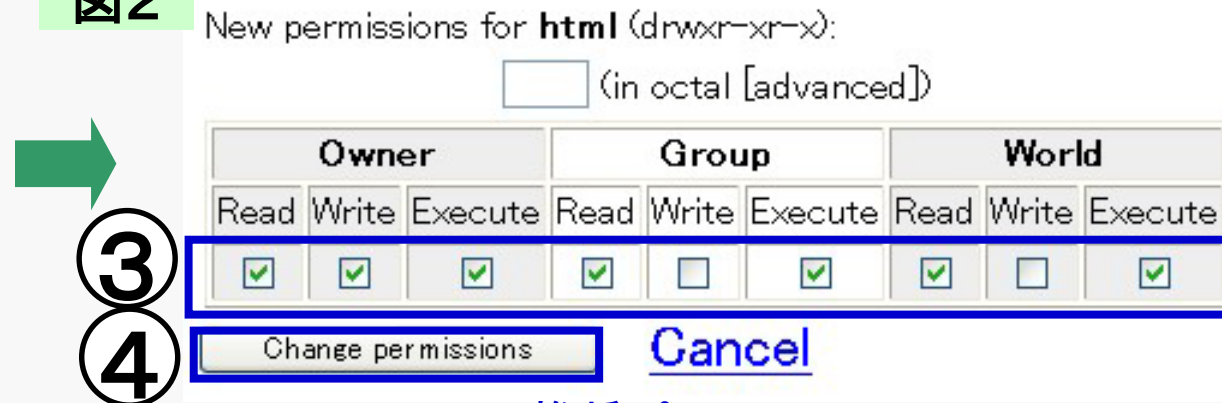 図2
New permissions for html (drwxr-xr-x):
(in octal [advanced])
Owner Group World
Read Write Execute Read Write Execute Read Write Execute
③
④ Change permissions Cancel